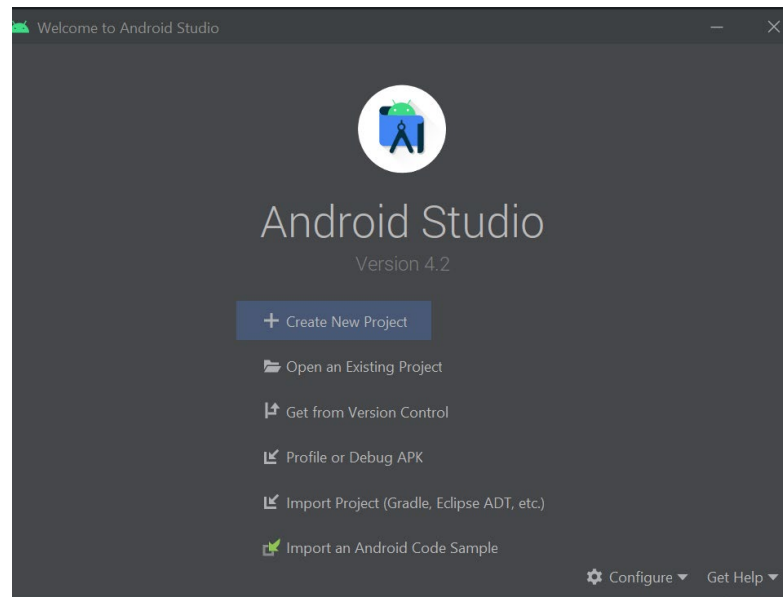 Welcome to Android Studio
Android Studio
Version 4.2
Create New Project
Open an Existing Project
Get from Version Control
Profile or Debug APK
Import Project (Gradle, Eclipse ADT, etc.)
Import an Android Code Sample
Configure Get Help